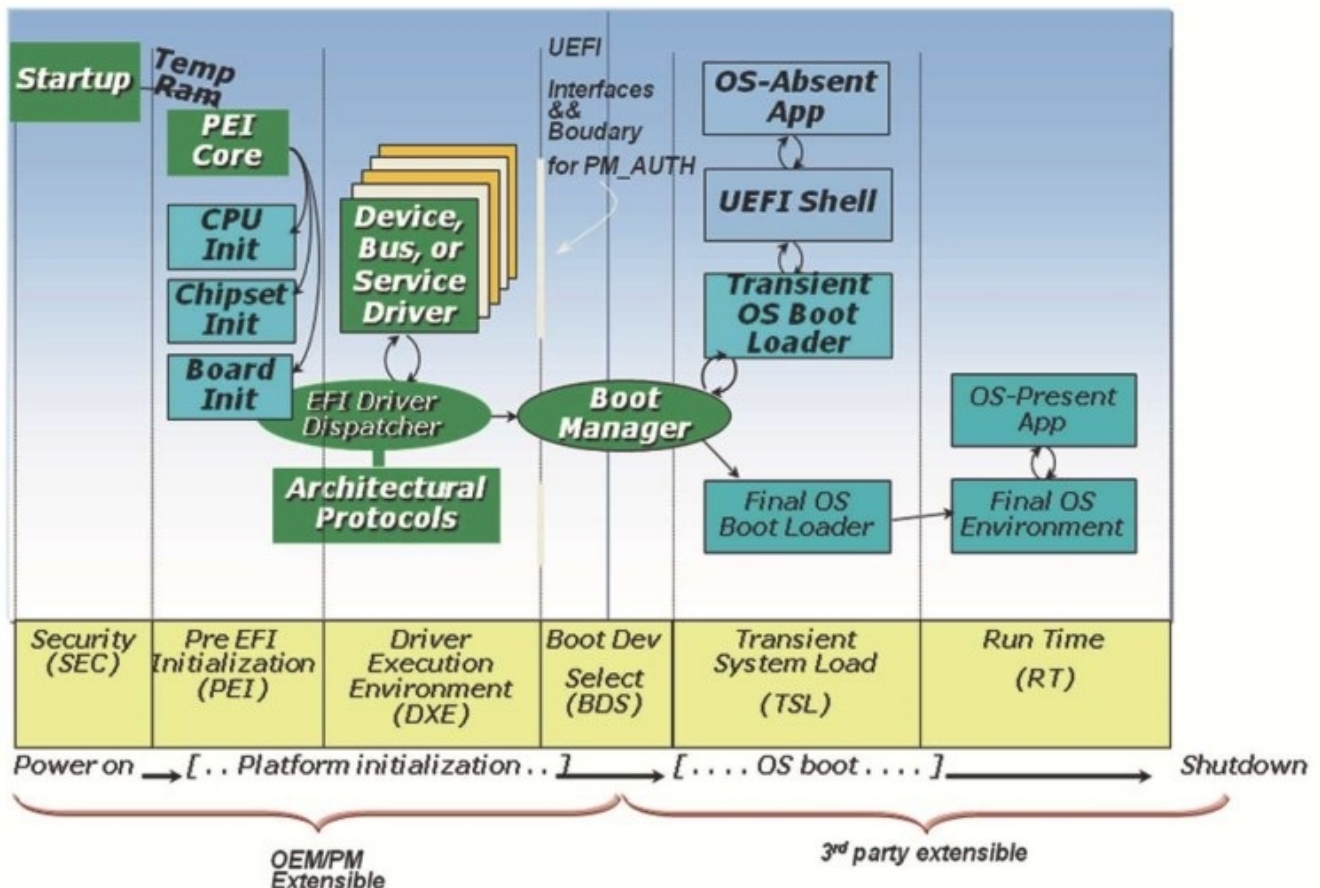 Startup
Temp
Ram
PEI
Core
CPU
Init
Chipset
Init
Board
Init
Device,
Bus, or
Service
Driver
EFI Driver
Dispatcher
Architectural
Protocols
UEFI
Interfaces
&&
Boudary
for PM_AUTH
Boot
Manager
OS-Absent
App
UEFI Shell
Transient
OS Boot
Loader
Final OS
Boot Loader
OS-Present
App
Final OS
Environment
Security
(SEC)
Pre EFI
Initialization
(PEI)
Driver
Execution
Environment
(DXE)
Boot Dev
Select
(BDS)
Transient
System Load
(TSL)
Run Time
(RT)
Power on [. . Platform initialization . .] [. . . . OS boot . . . .] Shutdown
OEM/PM
Extensible
3rd party extensible